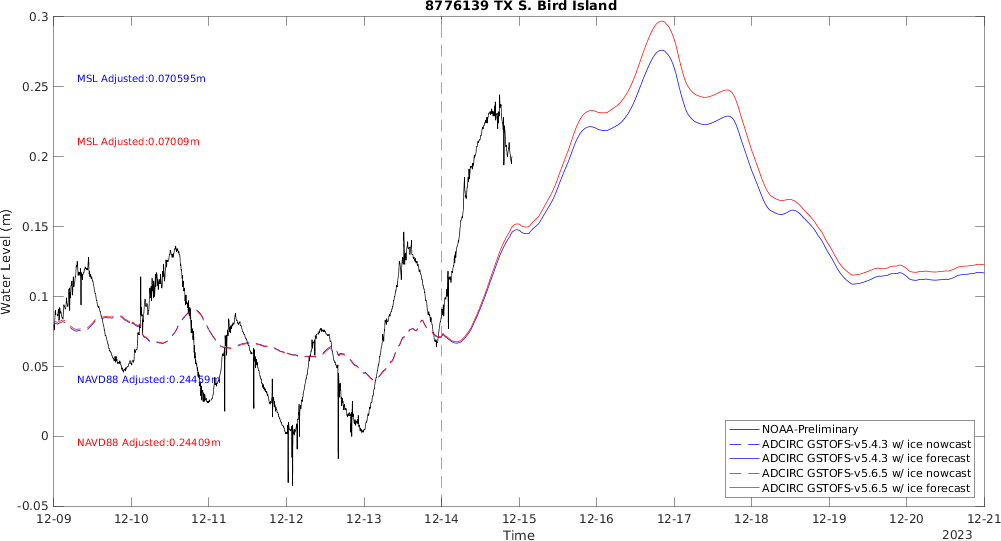 8776139 TX S. Bird Island
0.3
0.25
0.2
0.15
0.1
0.05
0
-0.05
Water Level (m)
MSL Adjusted:0.070595m
MSL Adjusted:0.07009m
NAVD88 Adjusted:0.24459m
NAVD88 Adjusted:0.24409m
NOAA-Preliminary
ADCIRC GSTOFS-v5.4.3 w/ ice nowcast
ADCIRC GSTOFS-v5.4.3 w/ ice forecast
ADCIRC GSTOFS-v5.6.5 w/ ice nowcast
ADCIRC GSTOFS-v5.6.5 w/ ice forecast
12-09 12-10 12-11 12-12 12-13 12-14 12-15 12-16 12-17 12-18 12-19 12-20 12-21
Time
2023